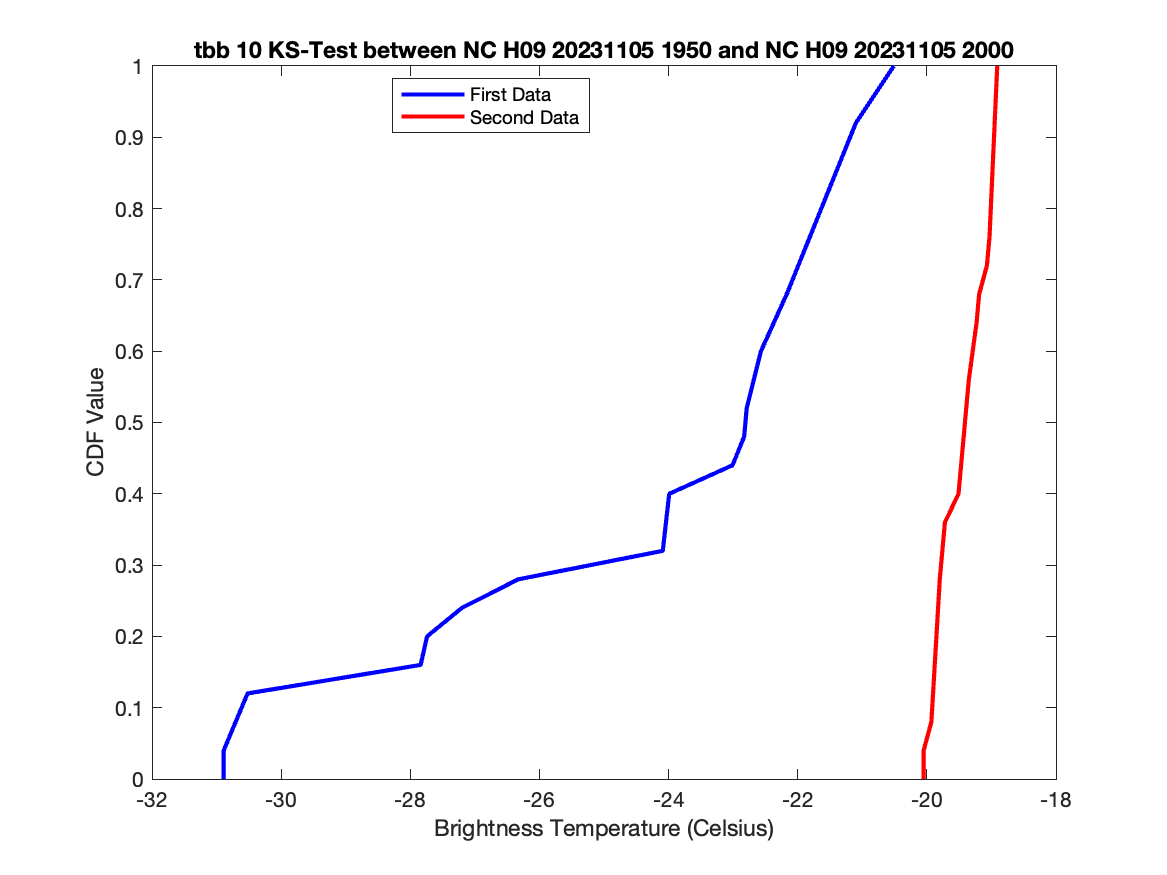 tbb 10 KS-Test between NC H09 20231105 1950 and NC H09 20231105 2000
First Data
Second Data
1
0.9
0.8
0.7
0.6
0.5
0.4
0.3
0.2
0.1
0
CDF Value
-32 -30 -28 -26 -24 -22 -20 -18
Brightness Temperature (Celsius)